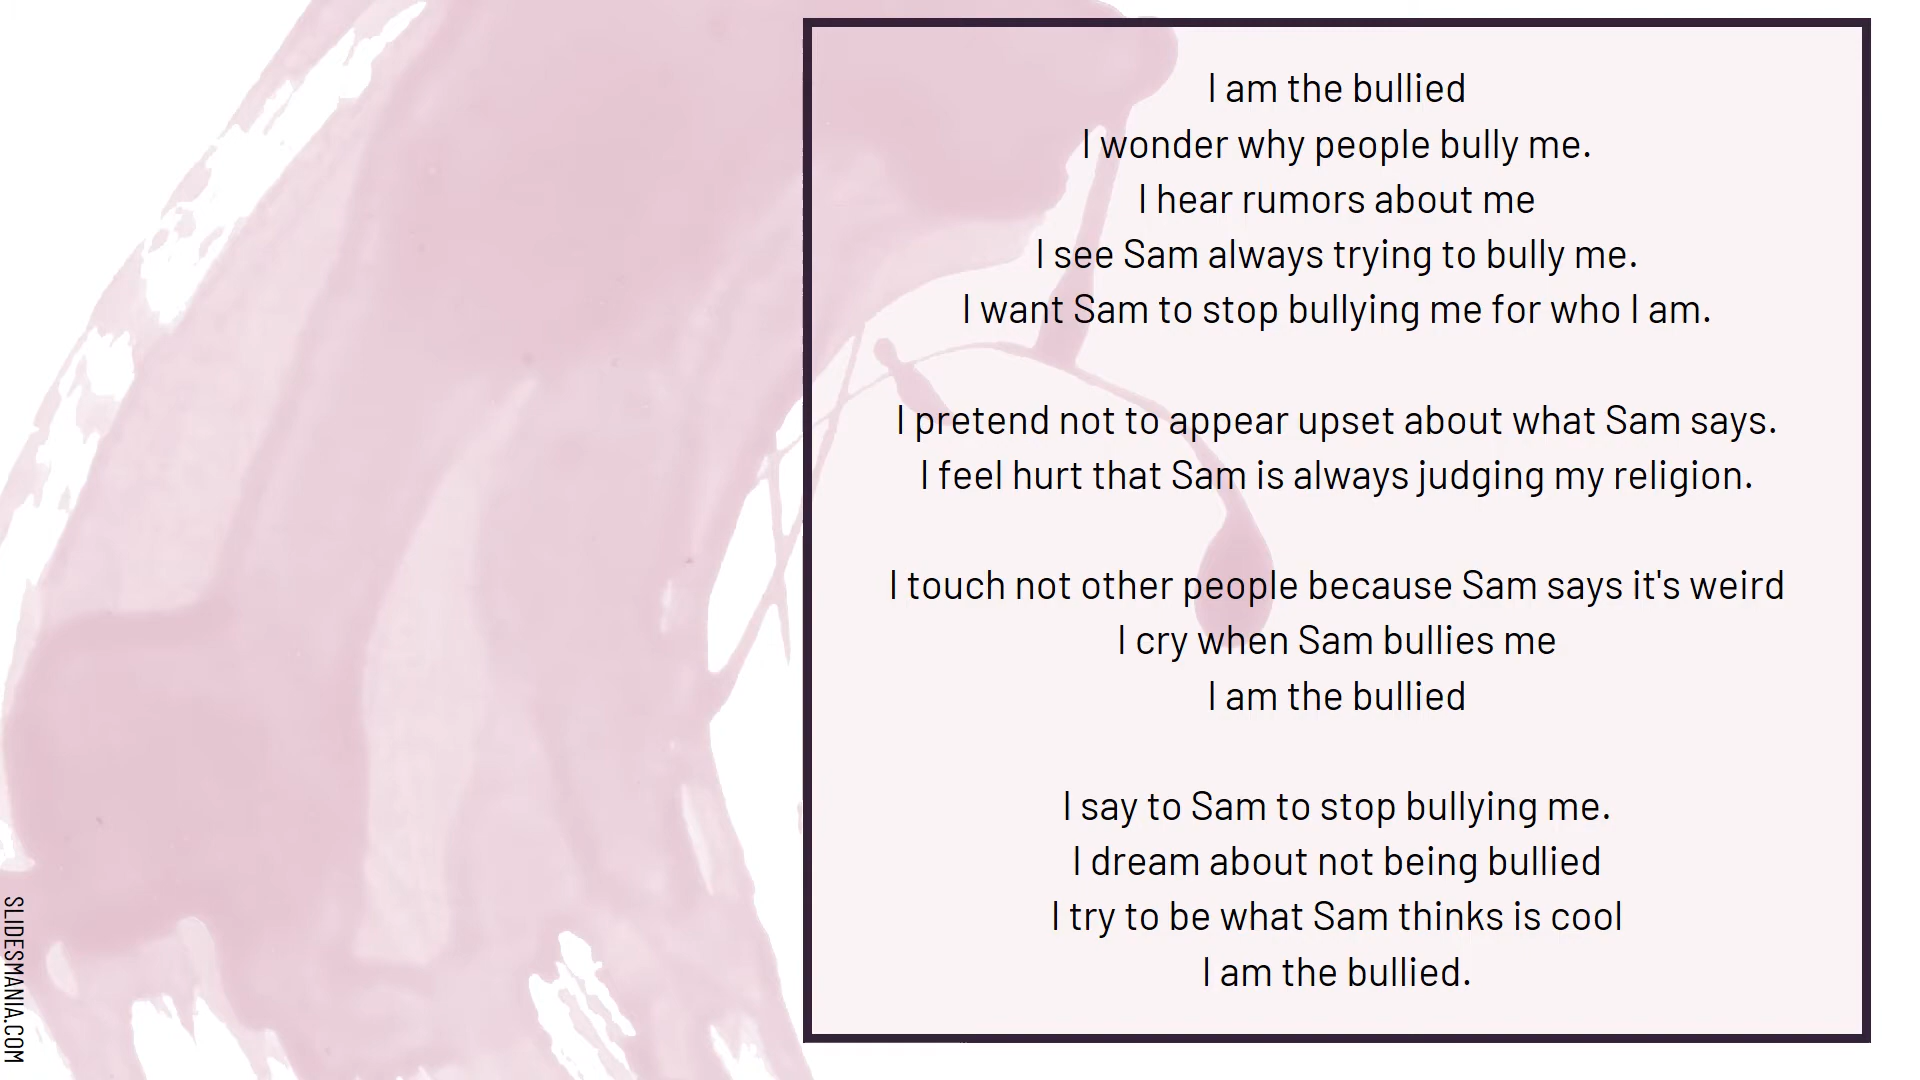 I am the bullied
I wonder why people bully me.
I hear rumors about me
I see Sam always trying to bully me.
I want Sam to stop bullying me for who I am.
I pretend not to appear upset about what Sam says.
I feel hurt that Sam is always judging my religion.
I touch not other people because Sam says it's weird
I cry when Sam bullies me
I am the bullied
I say to Sam to stop bullying me.
I dream about not being bullied
I try to be what Sam thinks is cool
I am the bullied.
SLIDESMANIA.COM